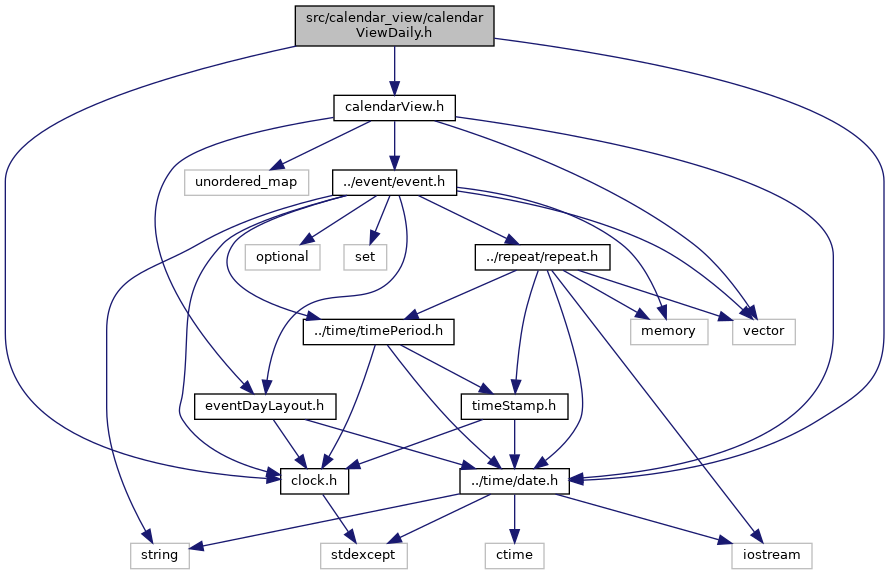 src/calendar_view/calendar
ViewDaily.h
calendarView.h
unordered_map
../event/event.h
optional
set
../repeat/repeat.h
../time/timePeriod.h
memory
vector
eventDayLayout.h
timeStamp.h
clock.h
../time/date.h
string
stdexcept
ctime
iostream